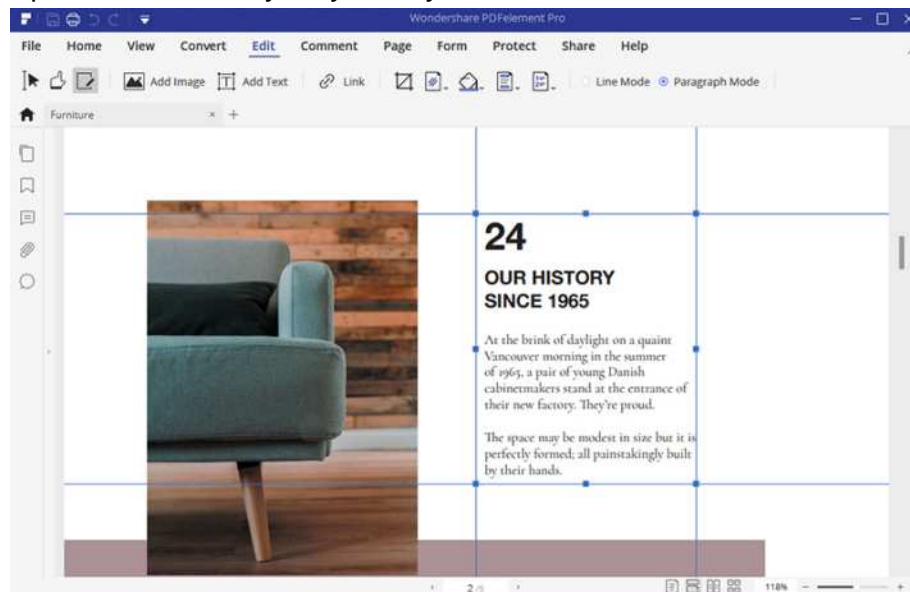 Wondershare PDFelement Pro
File Home View Convert Edit Comment Page Form Protect Share Help
Add Image Add Text Link Line Mode Paragraph Mode
Furniture
24
OUR HISTORY
SINCE 1965
At the brink of daylight on a quaint
Vancouver morning in the summer
of 1965, a pair of young Danish
cabinetmakers stand at the entrance of
their new factory. They're proud.
The space may be modest in size but it is
perfectly formed; all painstakingly built
by their hands.
118%